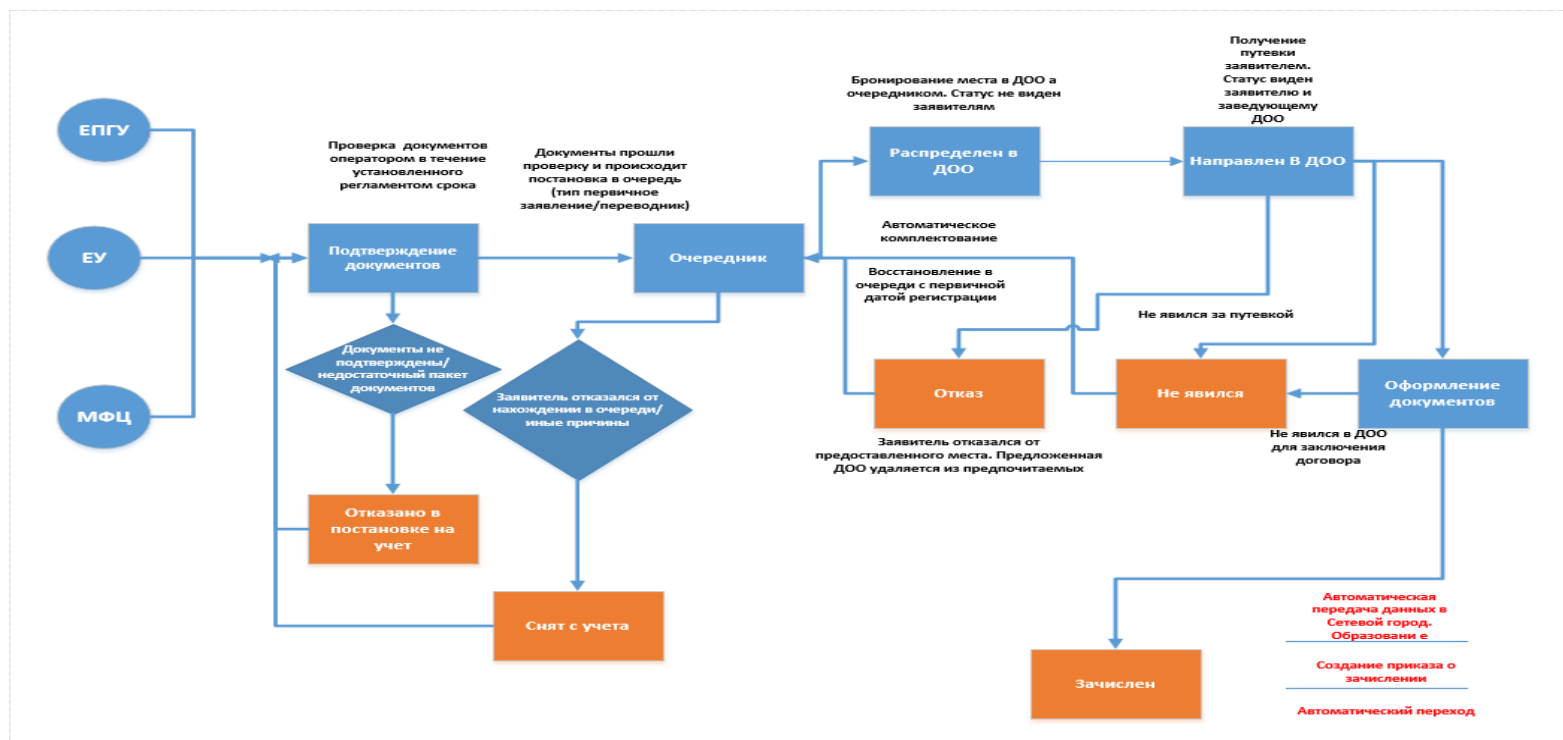 ЕПГУ
ЕУ
МФЦ
Проверка документов
оператором в течение
установленного
регламентом срока
Подтверждение
документов
Документы не
подтверждены/
недостаточный пакет
документов
Отказано в
постановке на
учет
Документы прошли
проверку и происходит
постановка в очередь
(тип первичное
заявление/переводник)
Очередник
Заявитель отказался от
нахождении в очереди/
иные причины
Снят с учета
Бронирование места в ДОО а
очередником. Статус не виден
заявителям
Распределен в
ДОО
Автоматическое
комплектование
Восстановление в
очереди с первичной
датой регистрации
Отказ
Заявитель отказался от
предоставленного места. Предложенная
ДОО удаляется из предпочитаемых
Получение
путевки
заявителем.
Статус виден
заявителю и
заведующему
ДОО
Направлен В ДОО
Не явился за путевкой
Не явился
Оформление
документов
Не явился в ДОО
для заключения
договора
Зачислен
Автоматическая
передача данных в
Сетевой город.
Образовани е
Создание приказа о
зачислении
Автоматический переход